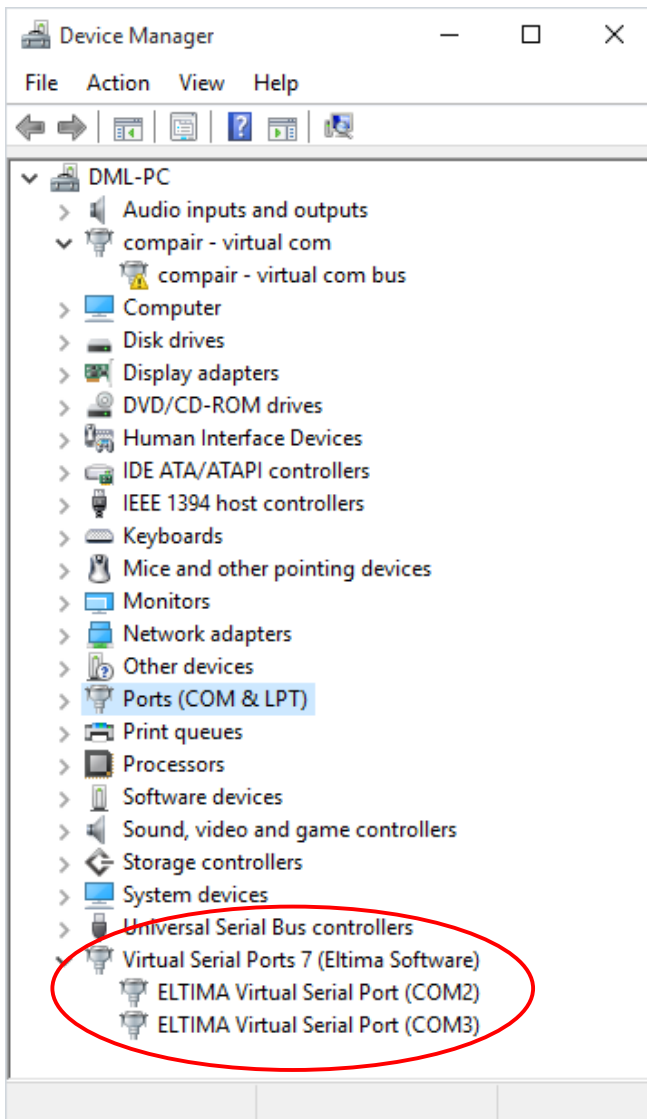 Device Manager
File Action View Help
DML-PC
Audio inputs and outputs
compair - virtual com
compair - virtual com bus
Computer
Disk drives
Display adapters
DVD/CD-ROM drives
Human Interface Devices
IDE ATA/ATAPI controllers
IEEE 1394 host controllers
Keyboards
Mice and other pointing devices
Monitors
Network adapters
Other devices
Ports (COM & LPT)
Print queues
Processors
Software devices
Sound, video and game controllers
Storage controllers
System devices
Universal Serial Bus controllers
Virtual Serial Ports 7 (Eltima Software)
ELTIMA Virtual Serial Port (COM2)
ELTIMA Virtual Serial Port (COM3)